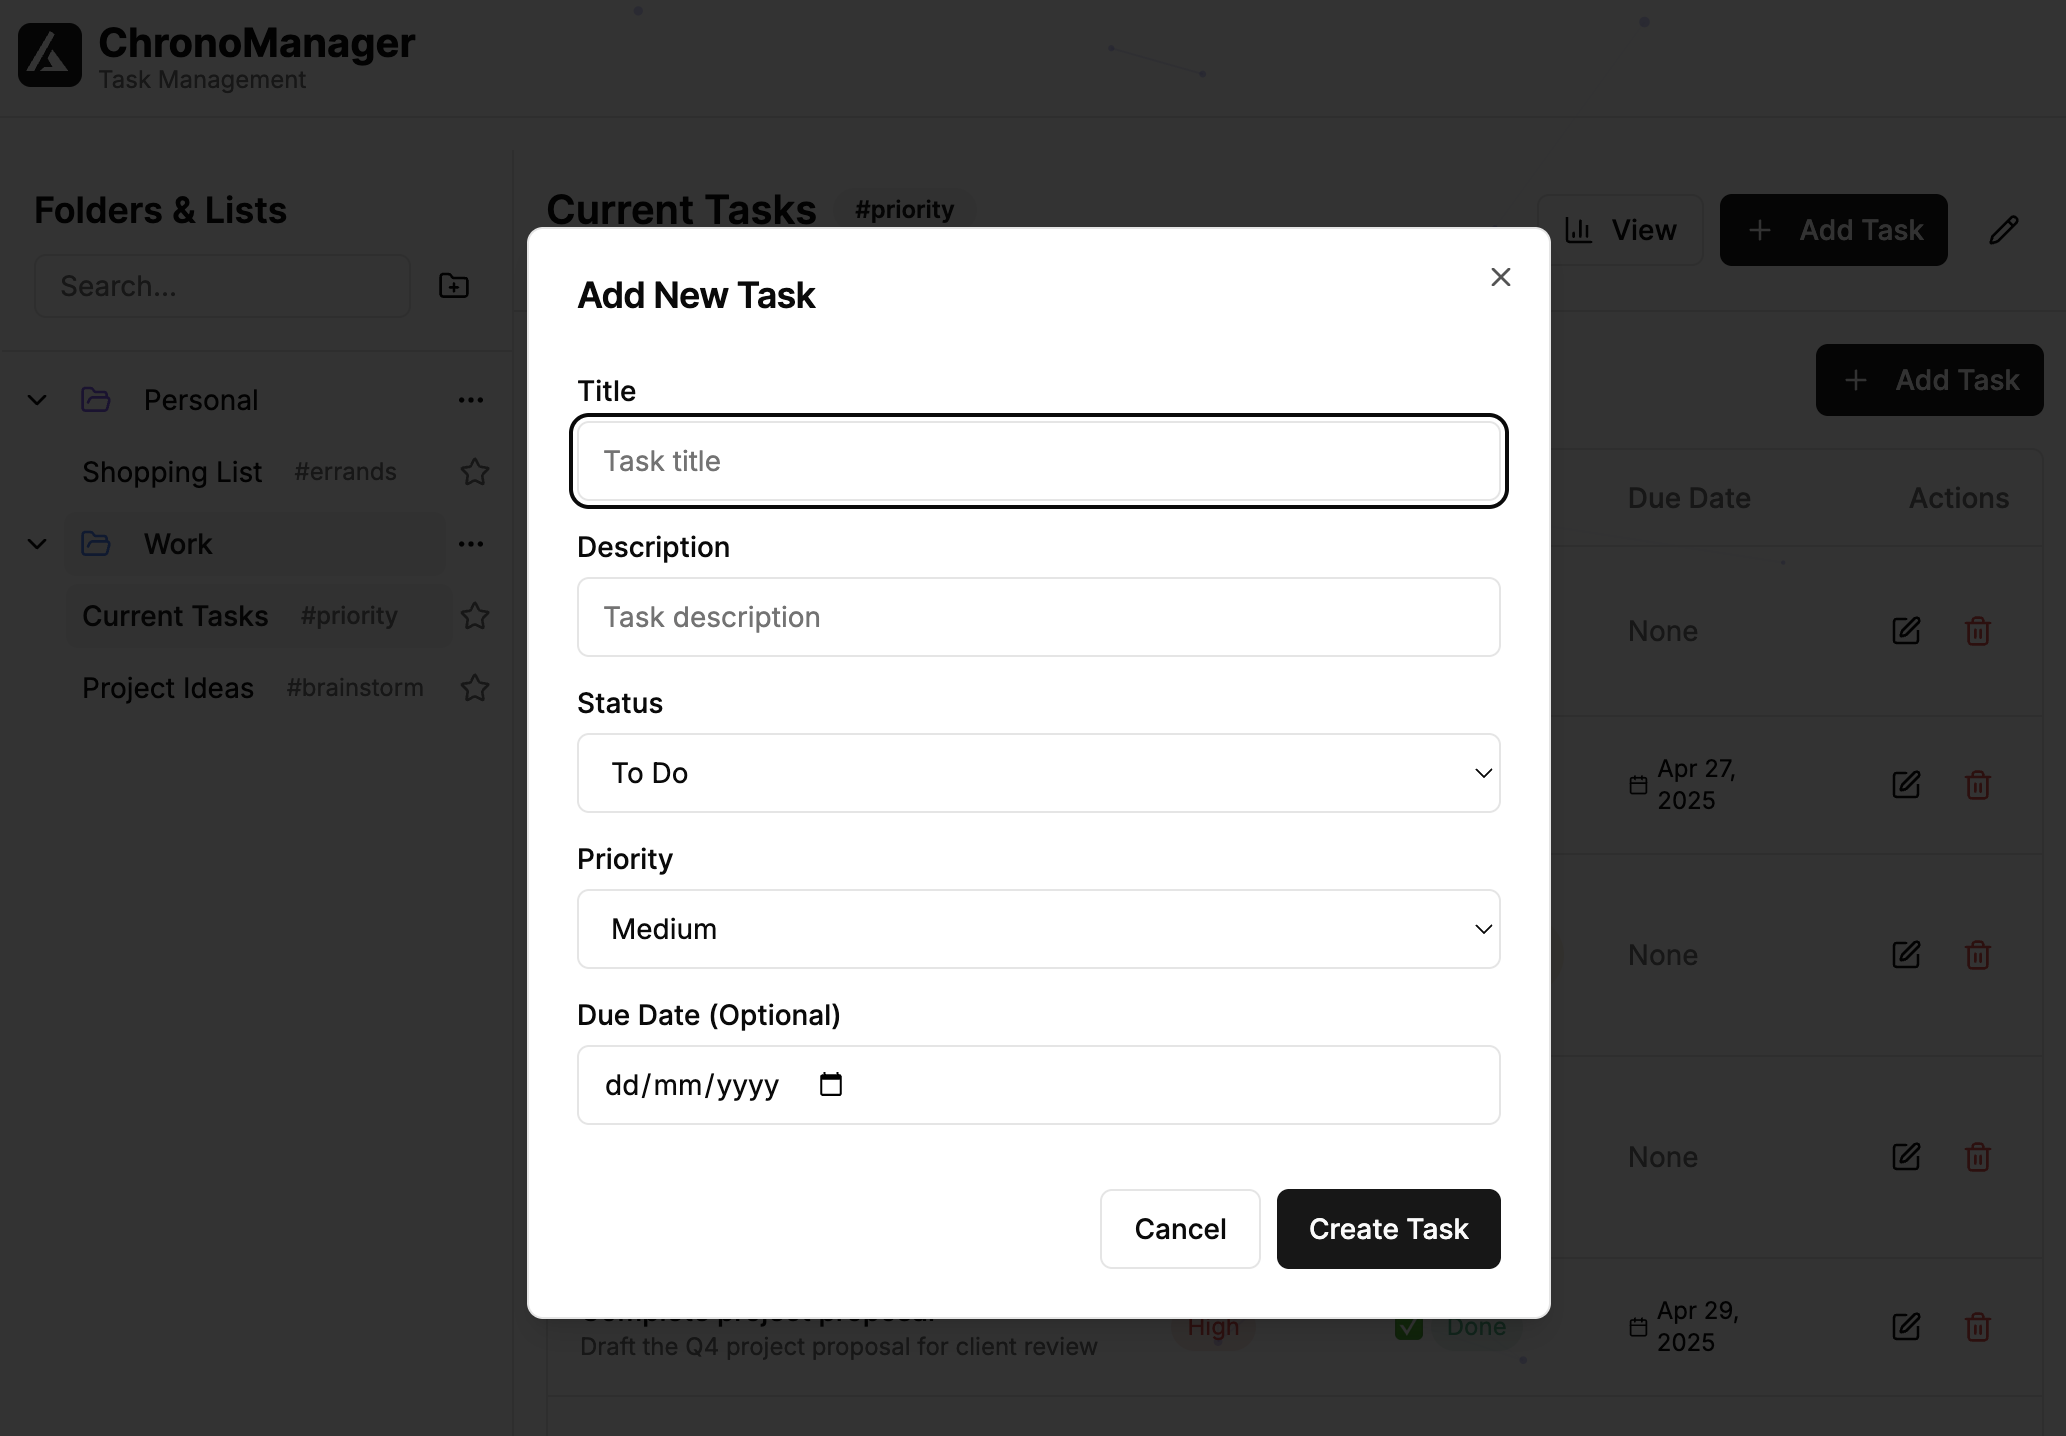 ChronoManager
Task Management
Folders & Lists
Search...
Personal
Shopping List #errands
Work
Current Tasks #priority
Project Ideas #brainstorm
Current Tasks #priority
View
Add Task
Add Task
Due Date Actions
None
Apr 27,
2025
None
None
Complete project proposal
Draft the Q4 project proposal for client review
High
Done
Apr 29,
2025
Add New Task
Title
Task title
Description
Task description
Status
To Do
Priority
Medium
Due Date (Optional)
dd/mm/yyyy
Cancel
Create Task